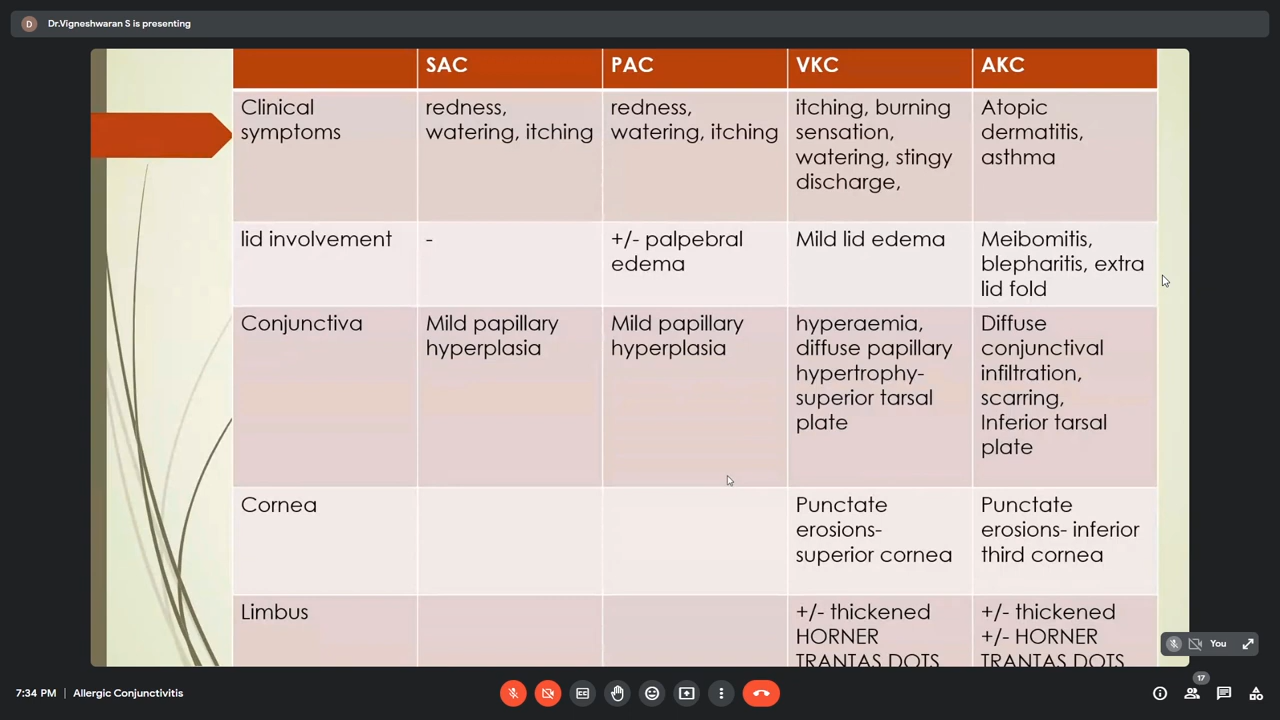 D Dr.Vigneshwaran S is presenting
SAC PAC VKC AKC
Clinical
symptoms
redness,
watering, itching
redness,
watering, itching
itching, burning
sensation,
watering, stingy
discharge,
Atopic
dermatitis,
asthma
lid involvement
-
+/- palpebral
edema
Mild lid edema
Meibomitis,
blepharitis, extra
lid fold
Conjunctiva
Mild papillary
hyperplasia
Mild papillary
hyperplasia
hyperaemia,
diffuse papillary
hypertrophy-
superior tarsal
plate
Diffuse
conjunctival
infiltration,
scarring,
Inferior tarsal
plate
Cornea
Punctate
erosions-
superior cornea
Punctate
erosions- inferior
third cornea
Limbus
+/- thickened
HORNER
TRANTAS DOTS
+/- thickened
+/- HORNER
TRANTAS DOTS
You
7:34 PM | Allergic Conjunctivitis
17